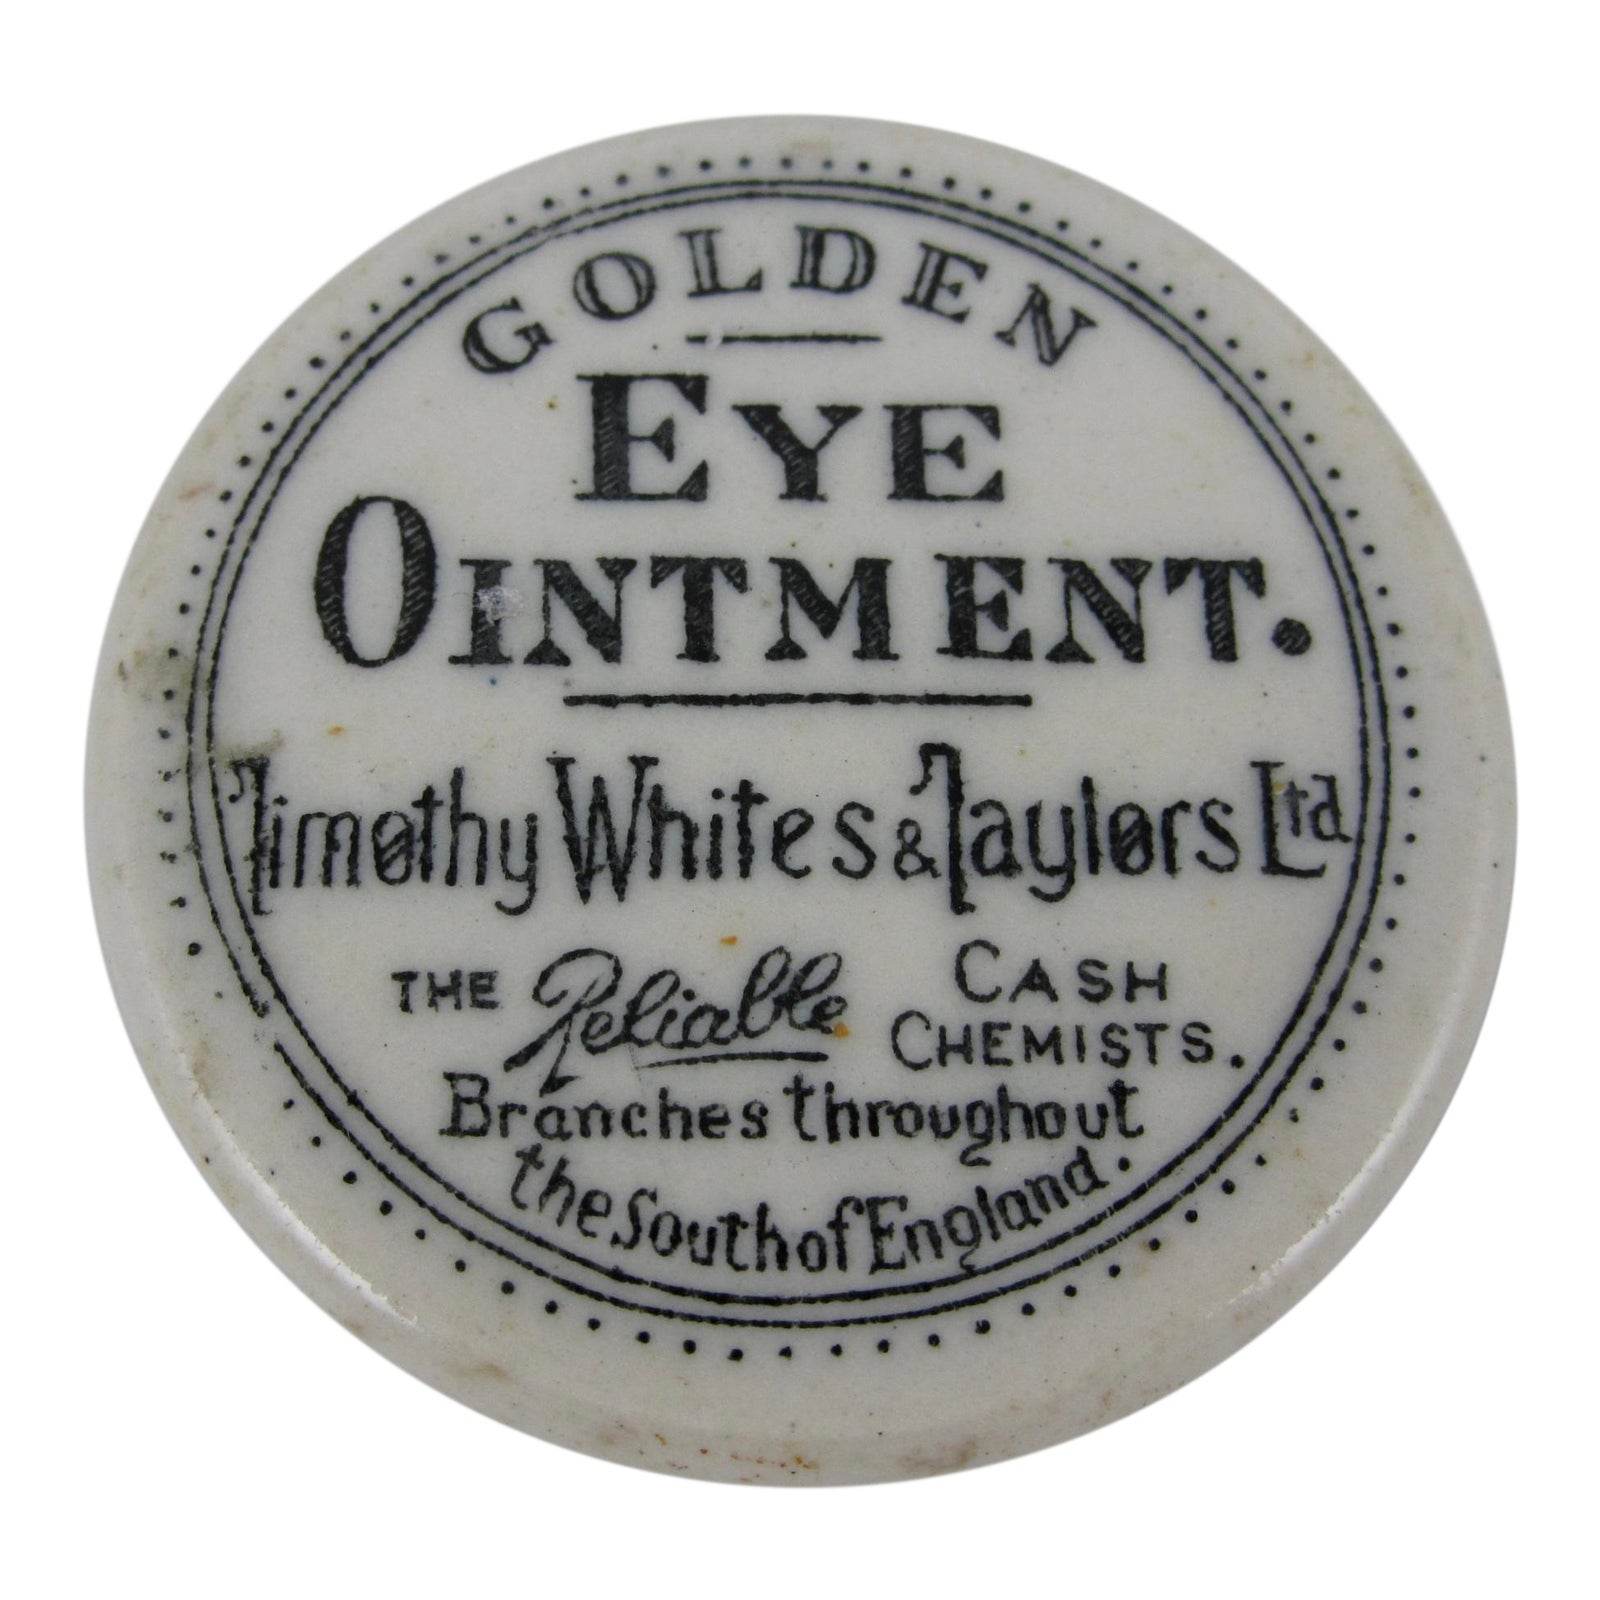 GOLDEN
EYE
OINTMENT.
Timothy Whites & Taylors Ltd
THE Reliable CASH
CHEMISTS.
Branches throughout
the South of England.